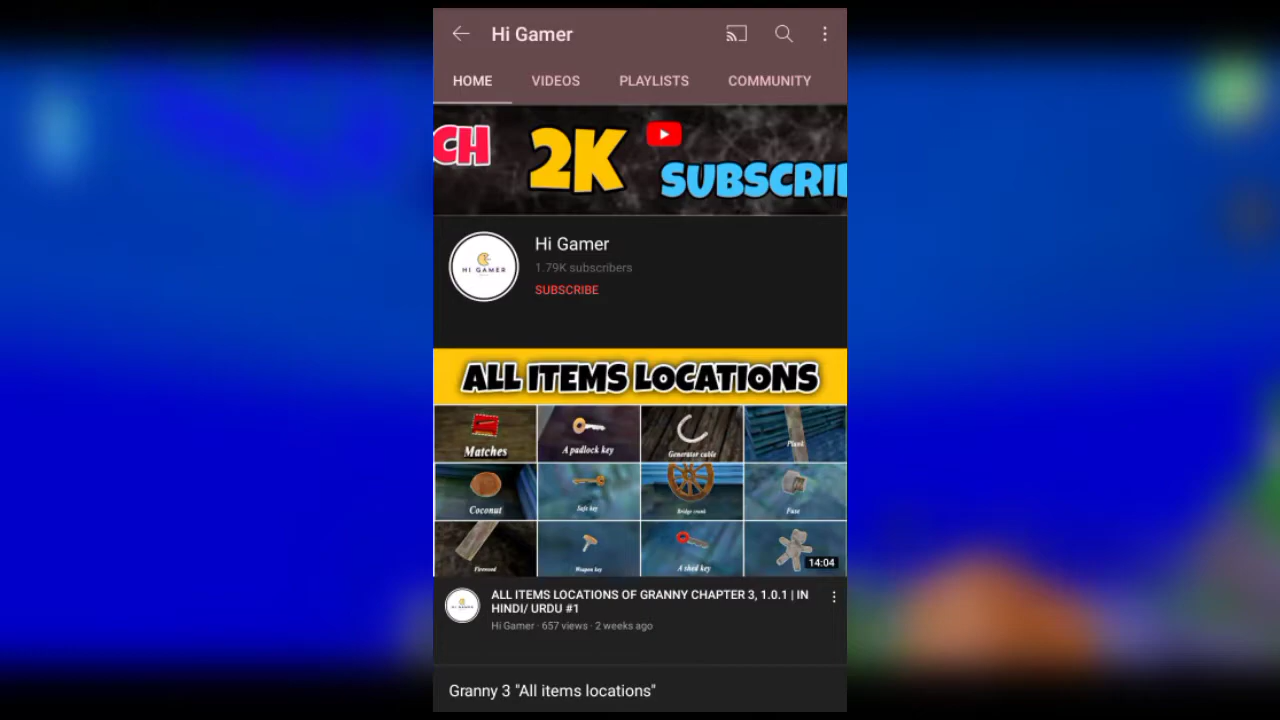 Hi Gamer
HOME VIDEOS PLAYLISTS COMMUNITY
CH 2K SUBSCRI
Hi Gamer
1.79K subscribers
HI GAMER
SUBSCRIBE
ALL ITEMS LOCATIONS
Matches A padlock key Generator cable Plank
Coconut Safe key Bridge crank Fuse
Firewood Weapon key A third key
14:04
ALL ITEMS LOCATIONS OF GRANNY CHAPTER 3, 1.0.1 | IN
HINDI/ URDU #1
HI GAMER
Hi Gamer · 657 views · 2 weeks ago
Granny 3 "All items locations"